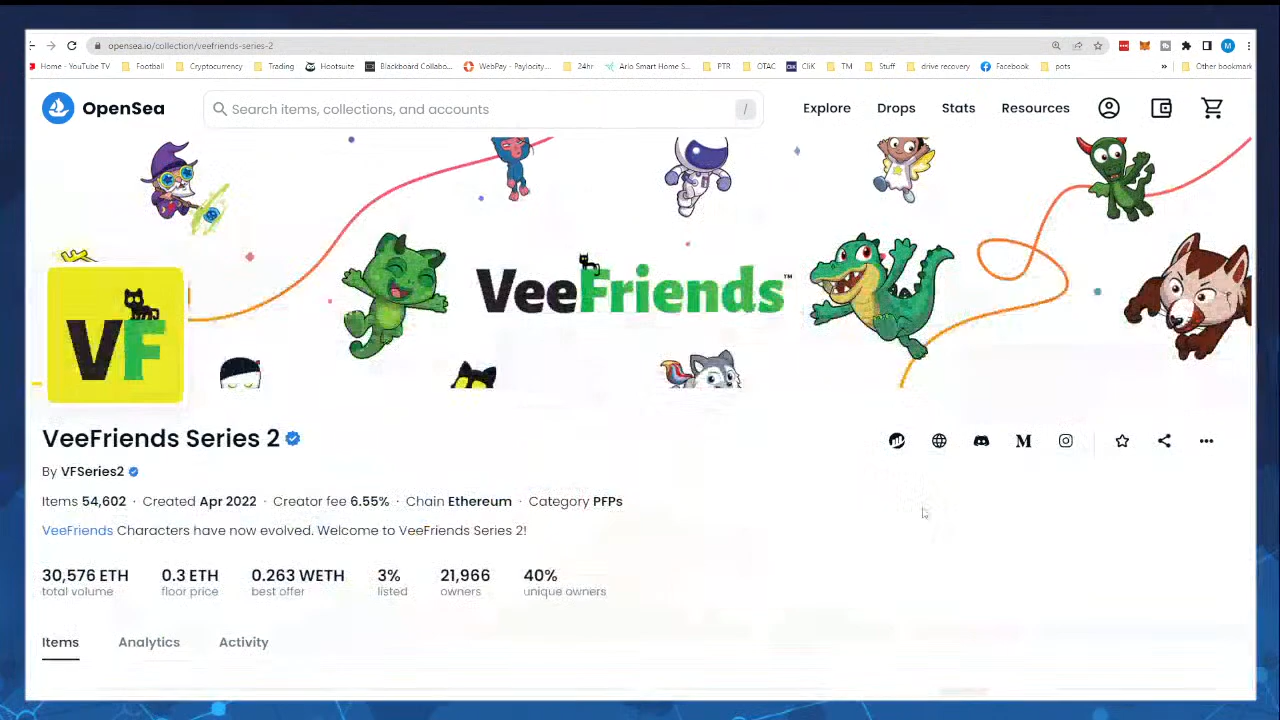 opensea.io/collection/veefriends-series-2
M
Home - YouTube TV Football Cryptocurrency Trading Hootsuite Blackboard Collabo... WebPay - Paylocity... 24hr Arlo Smart Home S... PTR OTAC CliK CliK TM Stuff drive recovery Facebook pots » Other bookmark
OpenSea Search items, collections, and accounts / Explore Drops Stats Resources
VeeFriends™
VF
VeeFriends Series 2
M
By VFSeries2
Items 54,602 · Created Apr 2022 · Creator fee 6.55% · Chain Ethereum · Category PFPs
VeeFriends Characters have now evolved. Welcome to VeeFriends Series 2!
30,576 ETH 0.3 ETH 0.263 WETH 3% 21,966 40%
total volume floor price best offer listed owners unique owners
Items Analytics Activity